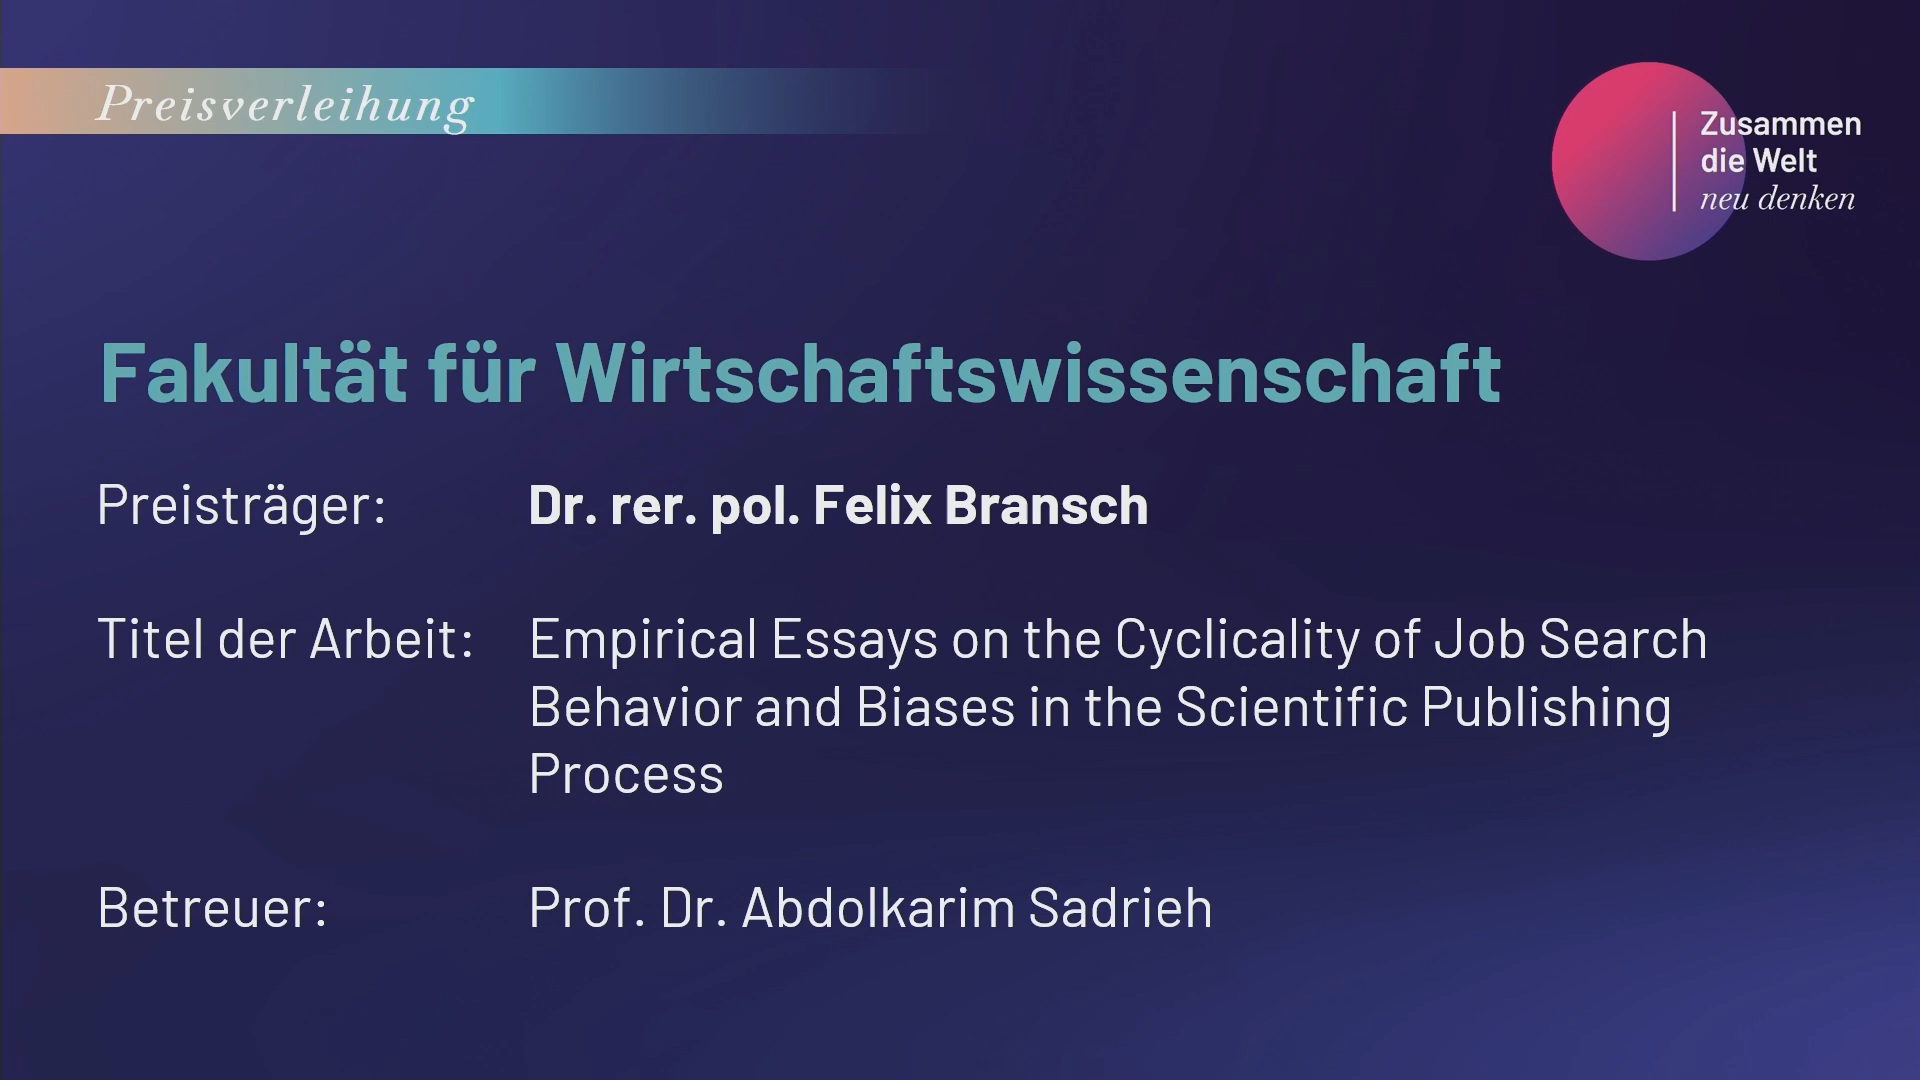 Preisverleihung
Zusammen
die Welt
neu denken
Fakultät für Wirtschaftswissenschaft
Preisträger: Dr. rer. pol. Felix Bransch
Titel der Arbeit: Empirical Essays on the Cyclicality of Job Search
Behavior and Biases in the Scientific Publishing
Process
Betreuer: Prof. Dr. Abdolkarim Sadrieh